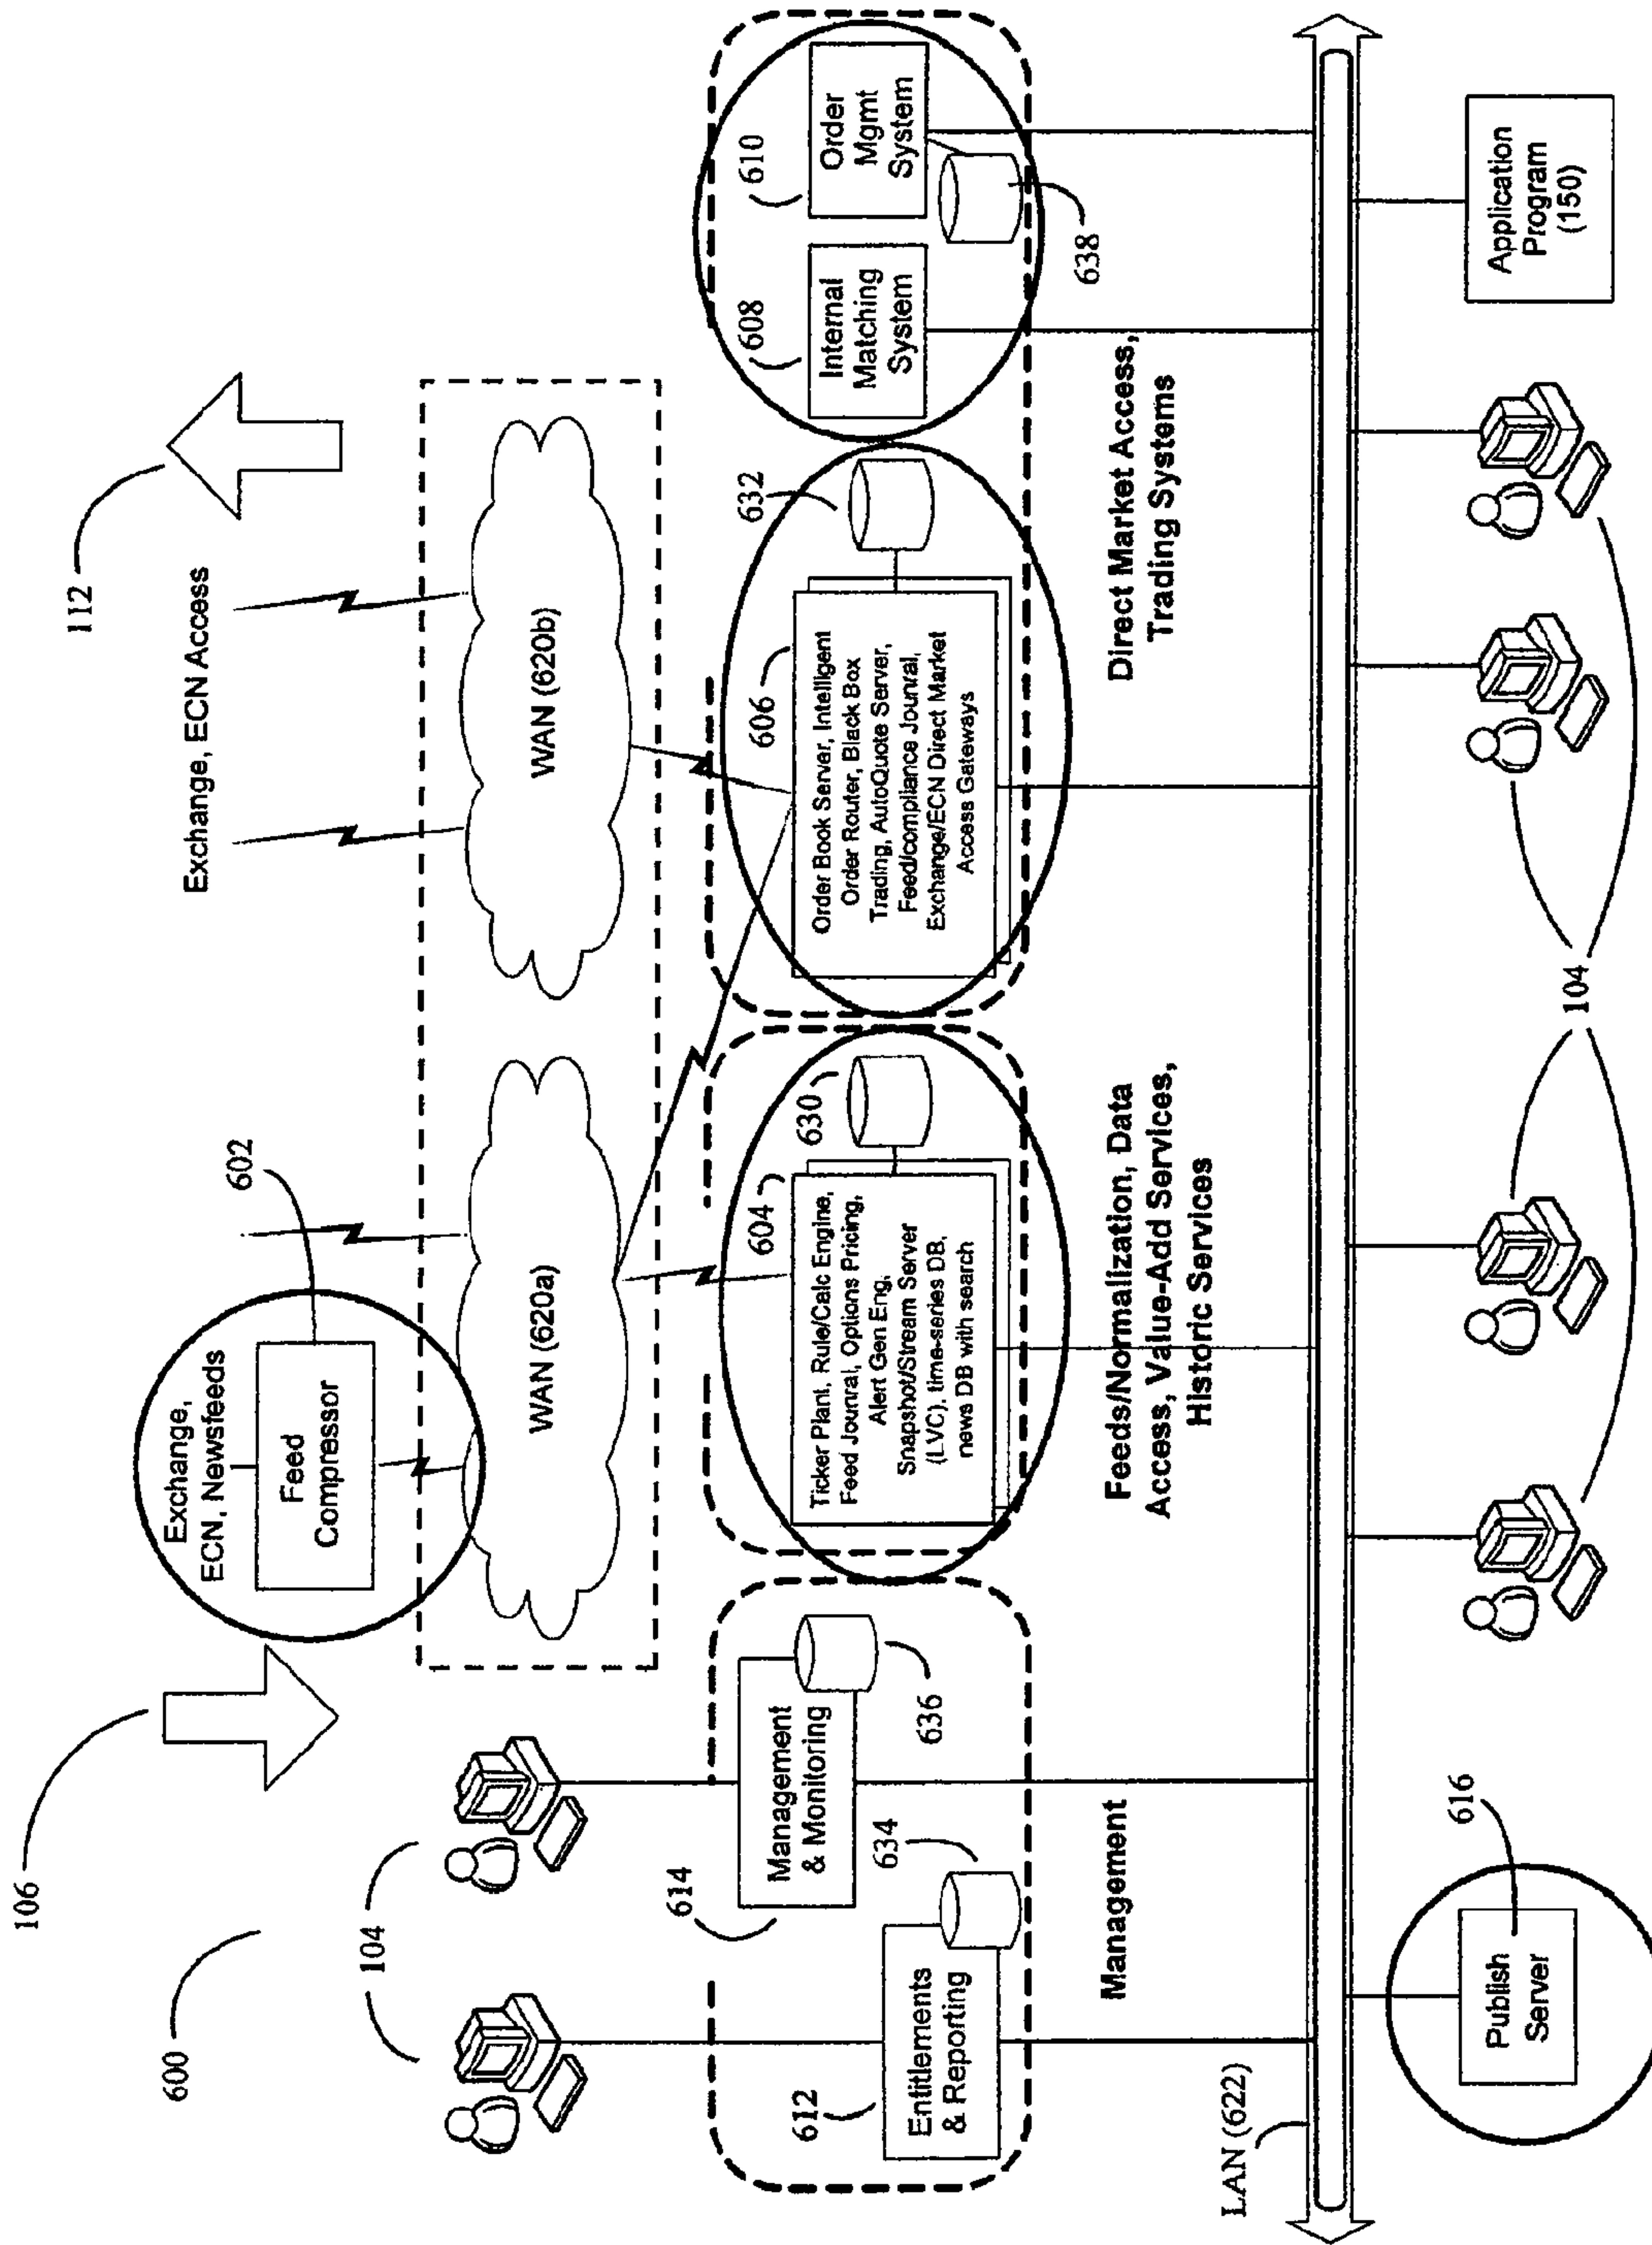 106
600
104
Exchange,
ECN, Newsfeeds
Feed
Compressor
602
Exchange, ECN Access
112
WAN (620a)
WAN (620b)
612
Entitlements
& Reporting
634
614
Management
& Monitoring
636
Management
604
Ticker Plant, Rule/Calc Engine,
Feed Jounral, Options Pricing,
Alert Gen Eng,
Snapshot/Stream Server
(LVC), time-series DB,
news DB with search
630
Feeds/Normalization, Data
Access, Value-Add Services,
Historic Services
606
Order Book Server, Intelligent
Order Router, Black Box
Trading, AutoQuote Server,
Feed/compliance Jounral,
Exchange/ECN Direct Market
Access Gateways
632
608
Internal
Matching
System
610
Order
Mgmt
System
638
Direct Market Access,
Trading Systems
LAN (622)
616
Publish
Server
104
Application
Program
(150)